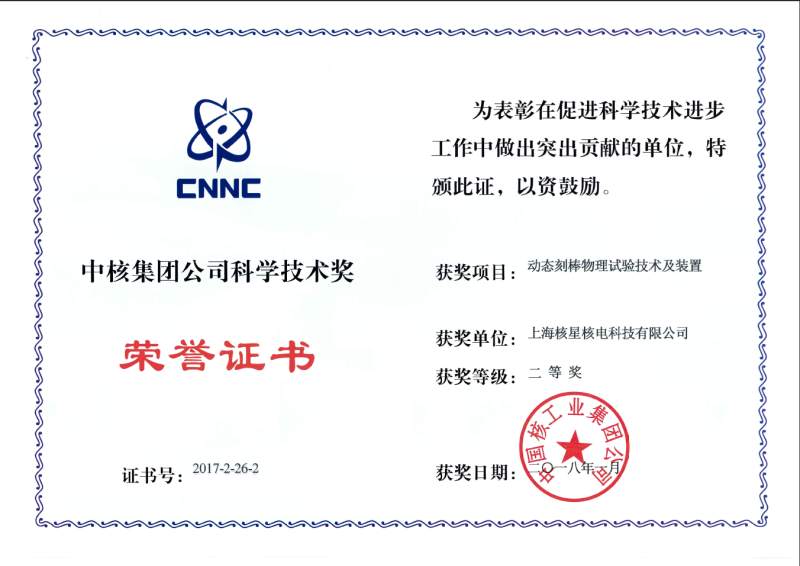 CNNC
中核集团公司科学技术奖
荣誉证书
证书号：2017-2-26-2
为表彰在促进科学技术进步
工作中做出突出贡献的单位，特
颁此证，以资鼓励。
获奖项目：动态刻棒物理试验技术及装置
获奖单位：上海核星核电科技有限公司
获奖等级：二等奖
获奖日期：二〇一八年一月
中国核工业集团公司